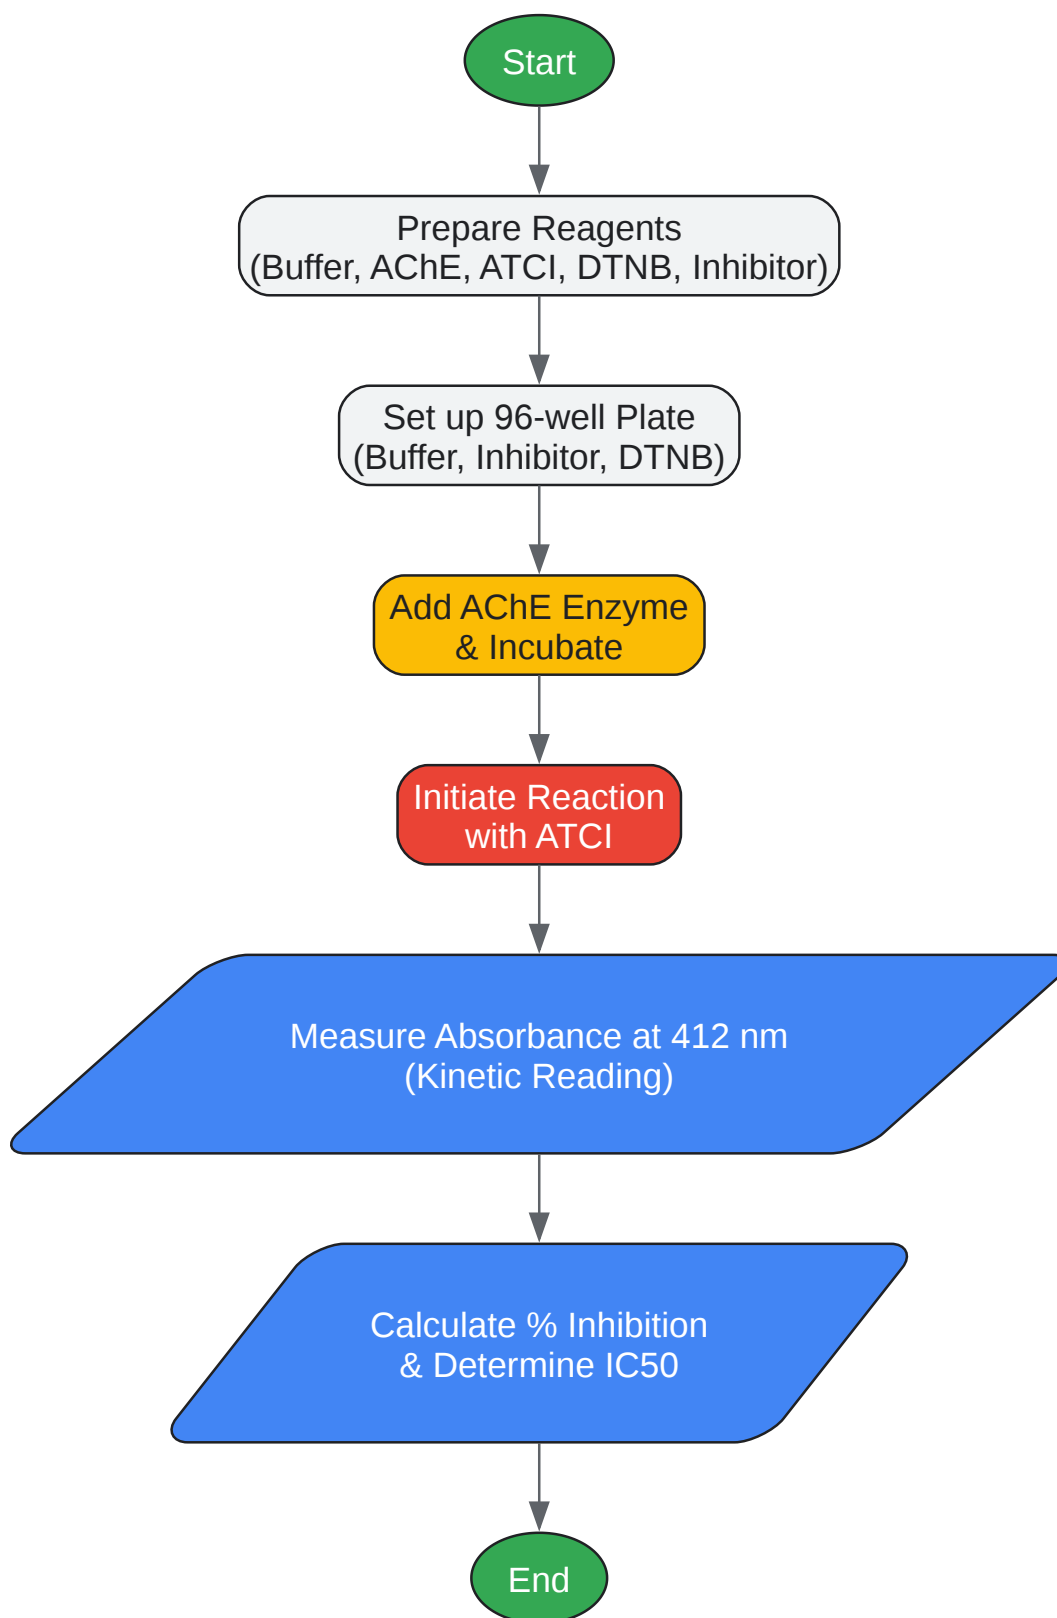 Start
Prepare Reagents
(Buffer, AChE, ATCI, DTNB, Inhibitor)
Set up 96-well Plate
(Buffer, Inhibitor, DTNB)
Add AChE Enzyme
& Incubate
Initiate Reaction
with ATCI
Measure Absorbance at 412 nm
(Kinetic Reading)
Calculate % Inhibition
& Determine IC50
End